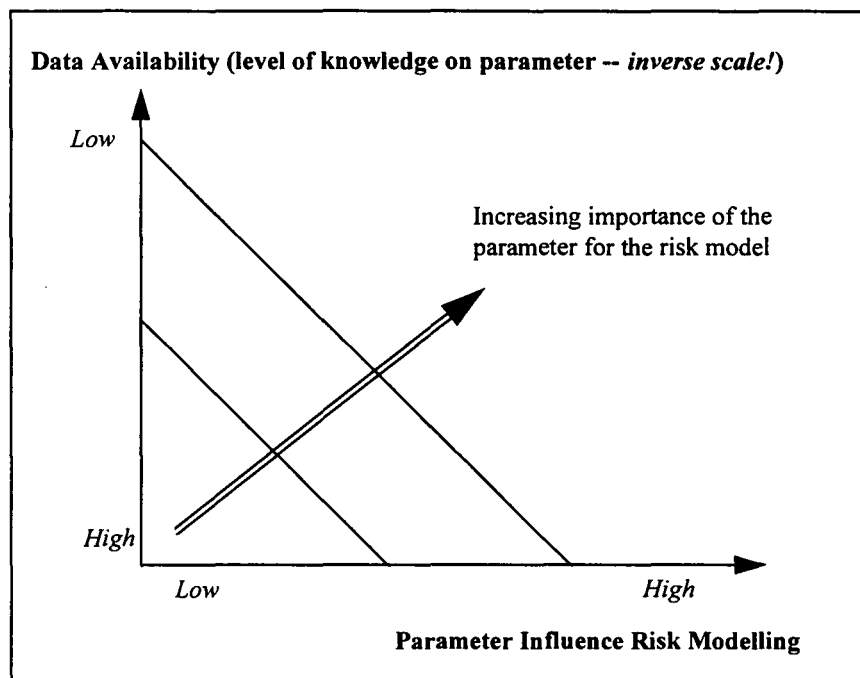 Data Availability (level of knowledge on parameter -- inverse scale!)
Low
Increasing importance of the
parameter for the risk model
High
Low
High
Parameter Influence Risk Modelling